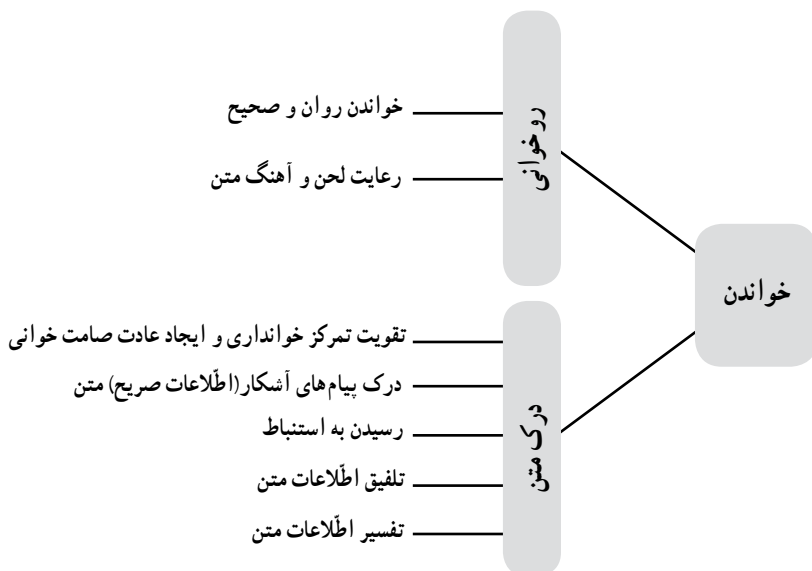 خواندن
روخوانی
خواندن روان و صحیح
رعایت لحن و آهنگ متن
درک متن
تقویت تمرکز خوانداری و ایجاد عادت صامت خوانی
درک پیام‌های آشکار(اطّلاعات صریح) متن
رسیدن به استنباط
تلفیق اطّلاعات متن
تفسیر اطّلاعات متن